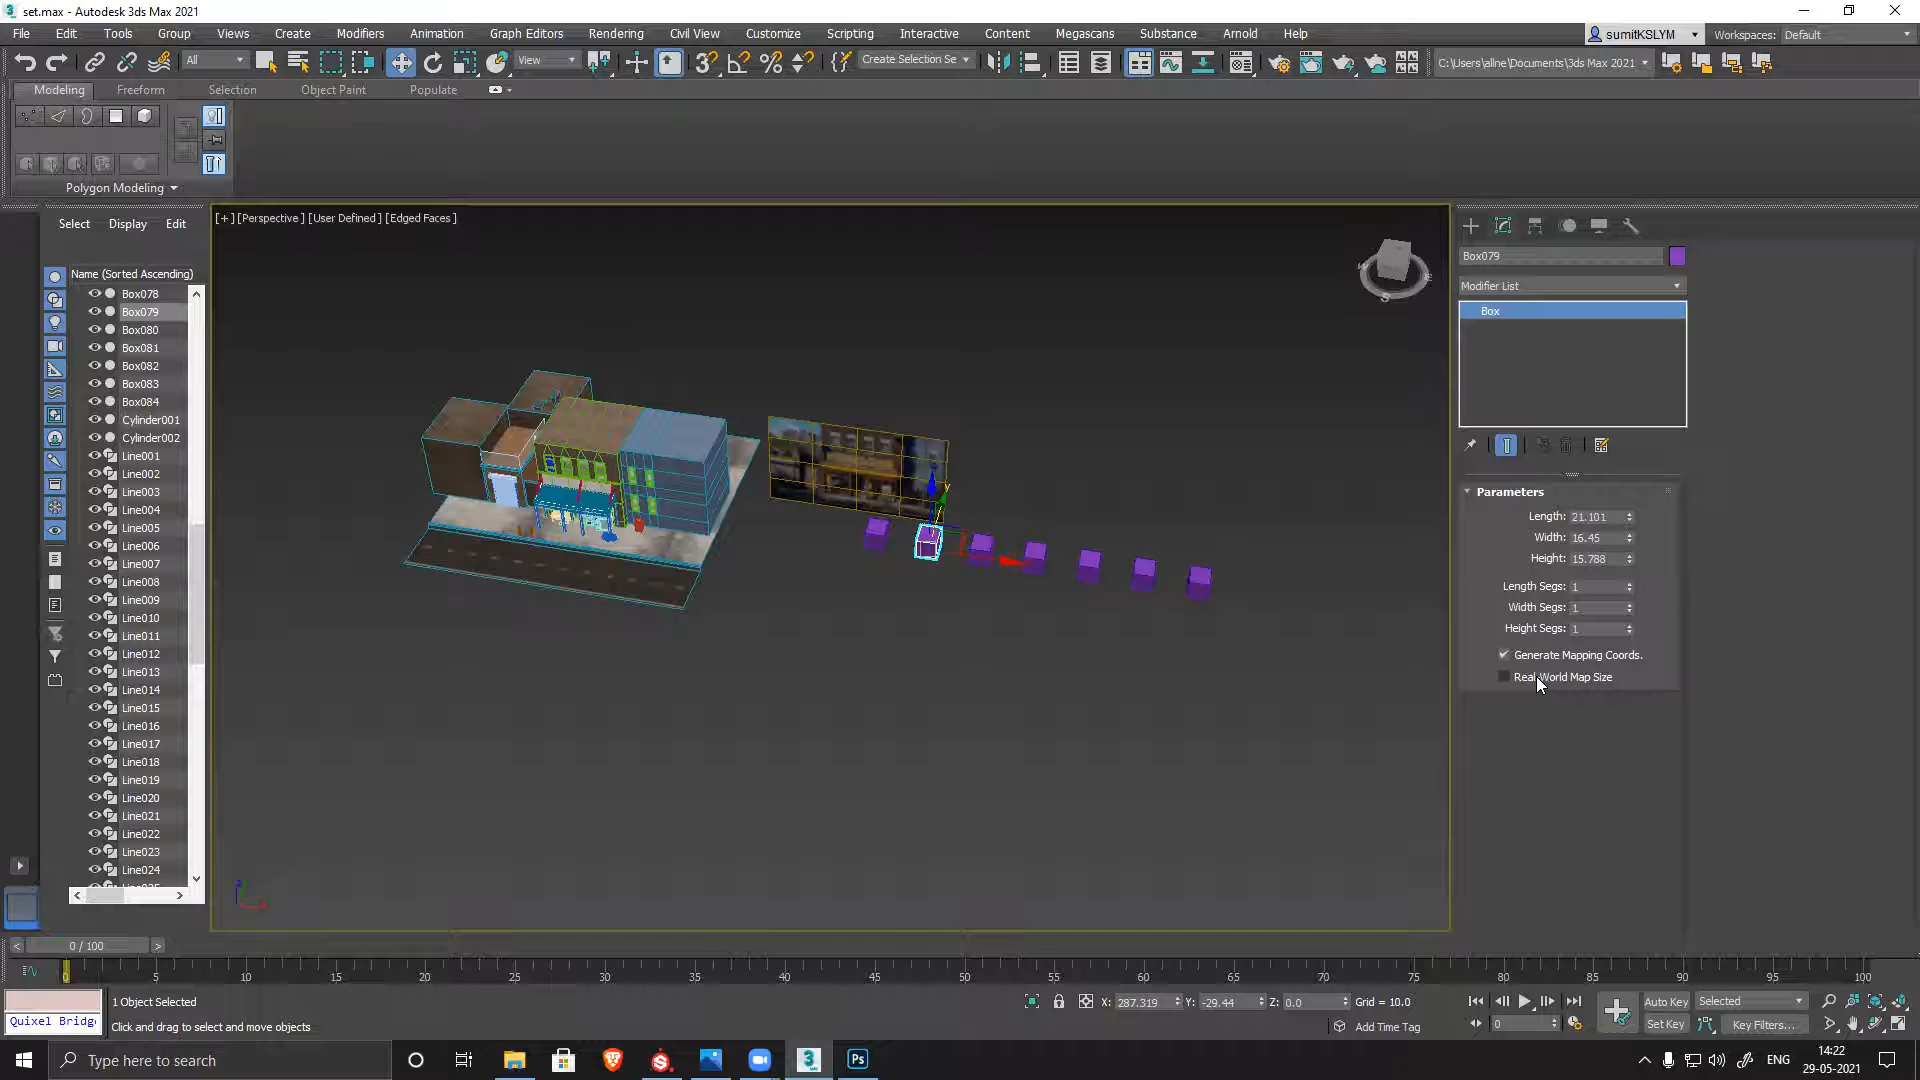 set.max - Autodesk 3ds Max 2021
File Edit Tools Group Views Create Modifiers Animation Graph Editors Rendering Civil View Customize Scripting Interactive Content Megascans Substance Arnold Help
sumitKSLYM
Workspaces: Default
All
View
Create Selection Se
C:\Users\aline\Documents\3ds Max 2021
Modeling Freeform Selection Object Paint Populate
Polygon Modeling
Select Display Edit
Name (Sorted Ascending)
Box078
Box079
Box080
Box081
Box082
Box083
Box084
Cylinder001
Cylinder002
Line001
Line002
Line003
Line004
Line005
Line006
Line007
Line008
Line009
Line010
Line011
Line012
Line013
Line014
Line015
Line016
Line017
Line018
Line019
Line020
Line021
Line022
Line023
Line024
[+] [Perspective] [User Defined] [Edged Faces]
Box079
Modifier List
Box
Parameters
Length: 21.101
Width: 16.45
Height: 15.788
Length Segs: 1
Width Segs: 1
Height Segs: 1
Generate Mapping Coords.
Real-World Map Size
0 / 100
0 5 10 15 20 25 30 35 40 45 50 55 60 65 70 75 80 85 90 95 100
1 Object Selected
Click and drag to select and move objects
Quixel Bridg
X: 287.319 Y: -29.44 Z: 0.0 Grid = 10.0
Add Time Tag
0
Auto Key Selected
Set Key Key Filters...
Type here to search
ENG
14:22
29-05-2021